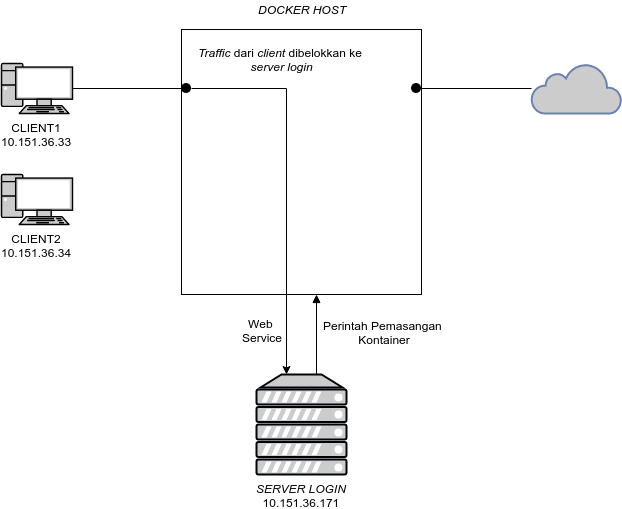 DOCKER HOST
Traffic dari client dibelokkan ke
server login
CLIENT1
10.151.36.33
CLIENT2
10.151.36.34
Web
Service
Perintah Pemasangan
Kontainer
SERVER LOGIN
10.151.36.171